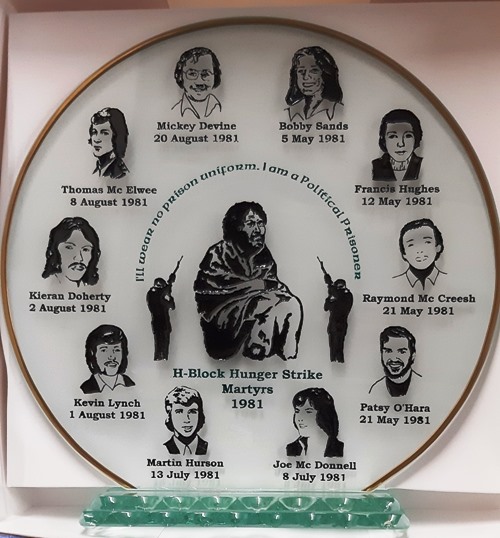 Mickey Devine
20 August 1981
Bobby Sands
5 May 1981
Thomas Mc Elwee
8 August 1981
Francis Hughes
12 May 1981
I'll wear no prison uniform. I am a Political Prisoner
Kieran Doherty
2 August 1981
Raymond Mc Creesh
21 May 1981
H-Block Hunger Strike
Martyrs
1981
Kevin Lynch
1 August 1981
Patsy O'Hara
21 May 1981
Martin Hurson
13 July 1981
Joe Mc Donnell
8 July 1981